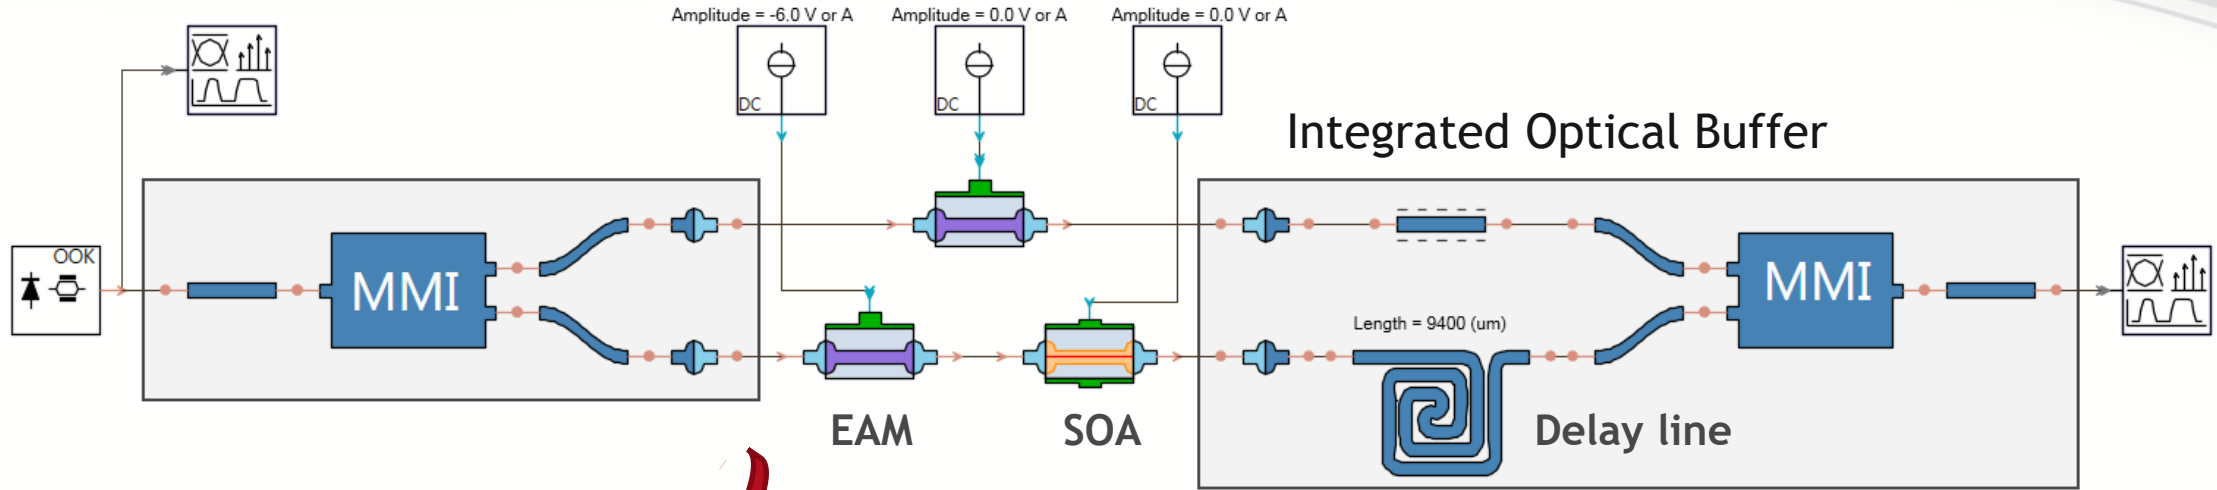 Amplitude = -6.0 V or A
Amplitude = 0.0 V or A
Amplitude = 0.0 V or A
DC
DC
DC
Integrated Optical Buffer
OOK
MMI
MMI
Length = 9400 (um)
EAM
SOA
Delay line